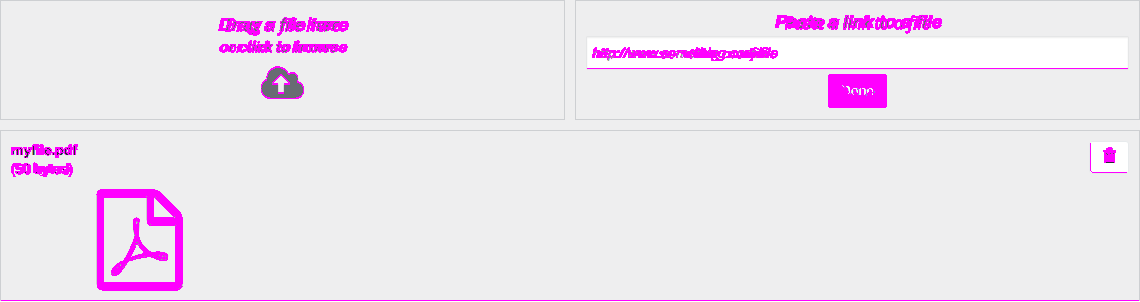 Drag a file here
or click to browse
Paste a link to a file
http://www.something.com/file
Done
myfile.pdf
(50 bytes)